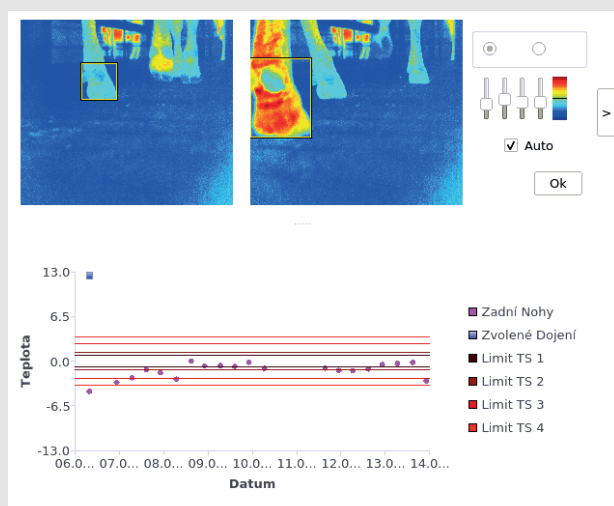 >
Auto
Ok
13.0
6.5
0.0
-6.5
-13.0
Teplota
06.0... 07.0... 08.0... 09.0... 10.0... 11.0... 12.0... 13.0... 14.0...
Datum
Zadní Nohy
Zvolené Dojení
Limit TS 1
Limit TS 2
Limit TS 3
Limit TS 4